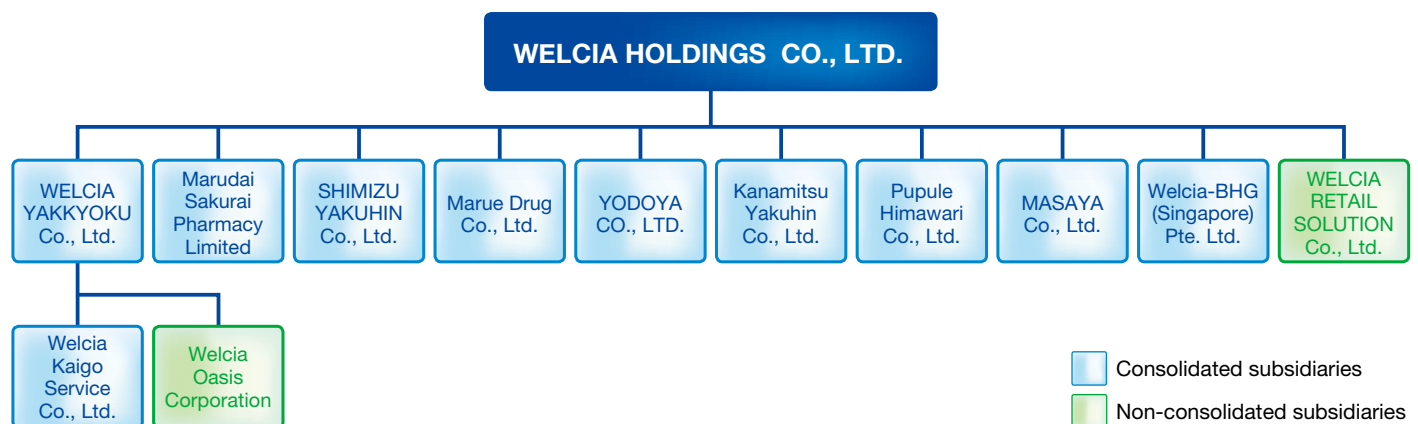 WELCIA HOLDINGS CO., LTD.
WELCIA
YAKKYOKU
Co., Ltd.
Marudai
Sakurai
Pharmacy
Limited
SHIMIZU
YAKUHIN
Co., Ltd.
Marue Drug
Co., Ltd.
YODOYA
CO., LTD.
Kanamitsu
Yakuhin
Co., Ltd.
Pupule
Himawari
Co., Ltd.
MASAYA
Co., Ltd.
Welcia-BHG
(Singapore)
Pte. Ltd.
WELCIA
RETAIL
SOLUTION
Co., Ltd.
Welcia
Kaigo
Service
Co., Ltd.
Welcia
Oasis
Corporation
Consolidated subsidiaries
Non-consolidated subsidiaries